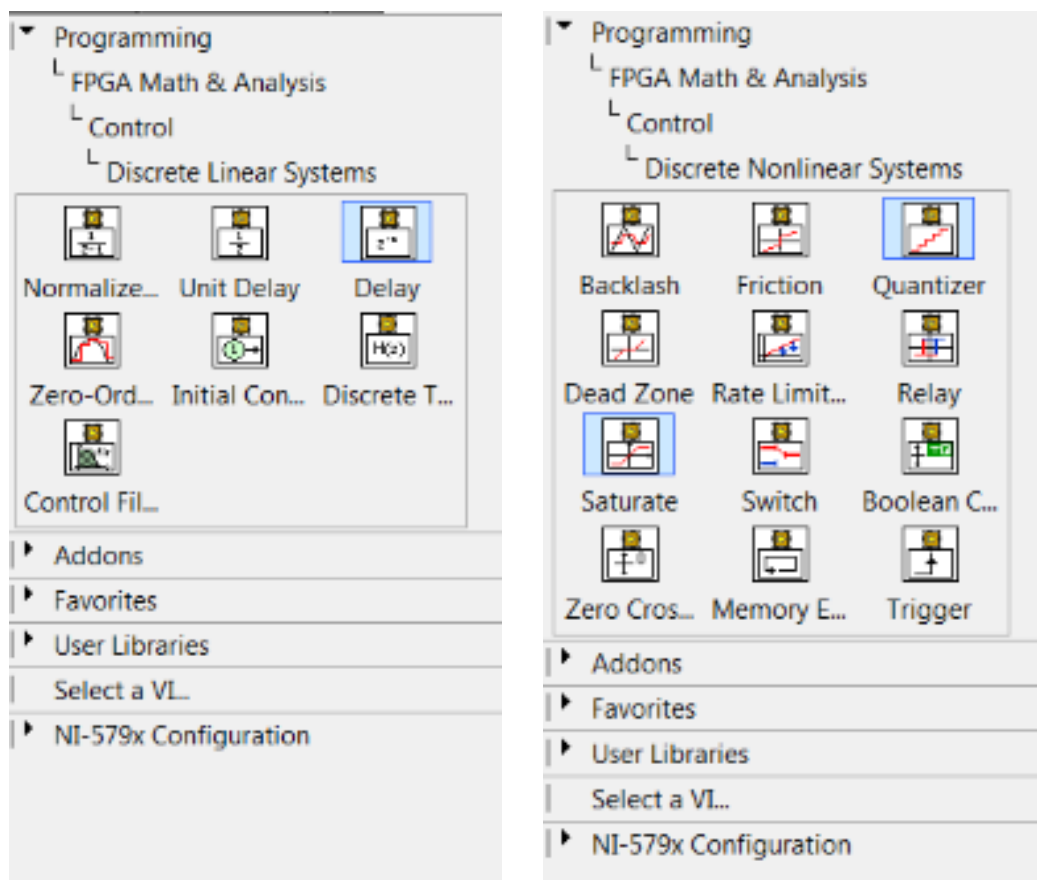 Programming
FPGA Math & Analysis
Control
Discrete Linear Systems
Normalize... Unit Delay Delay
Zero-Ord... Initial Con... Discrete T...
H(z)
Control Fil...
Addons
Favorites
User Libraries
Select a VI...
NI-579x Configuration
Programming
FPGA Math & Analysis
Control
Discrete Nonlinear Systems
Backlash Friction Quantizer
Dead Zone Rate Limit... Relay
Saturate Switch Boolean C...
Zero Cros... Memory E... Trigger
Addons
Favorites
User Libraries
Select a VI...
NI-579x Configuration